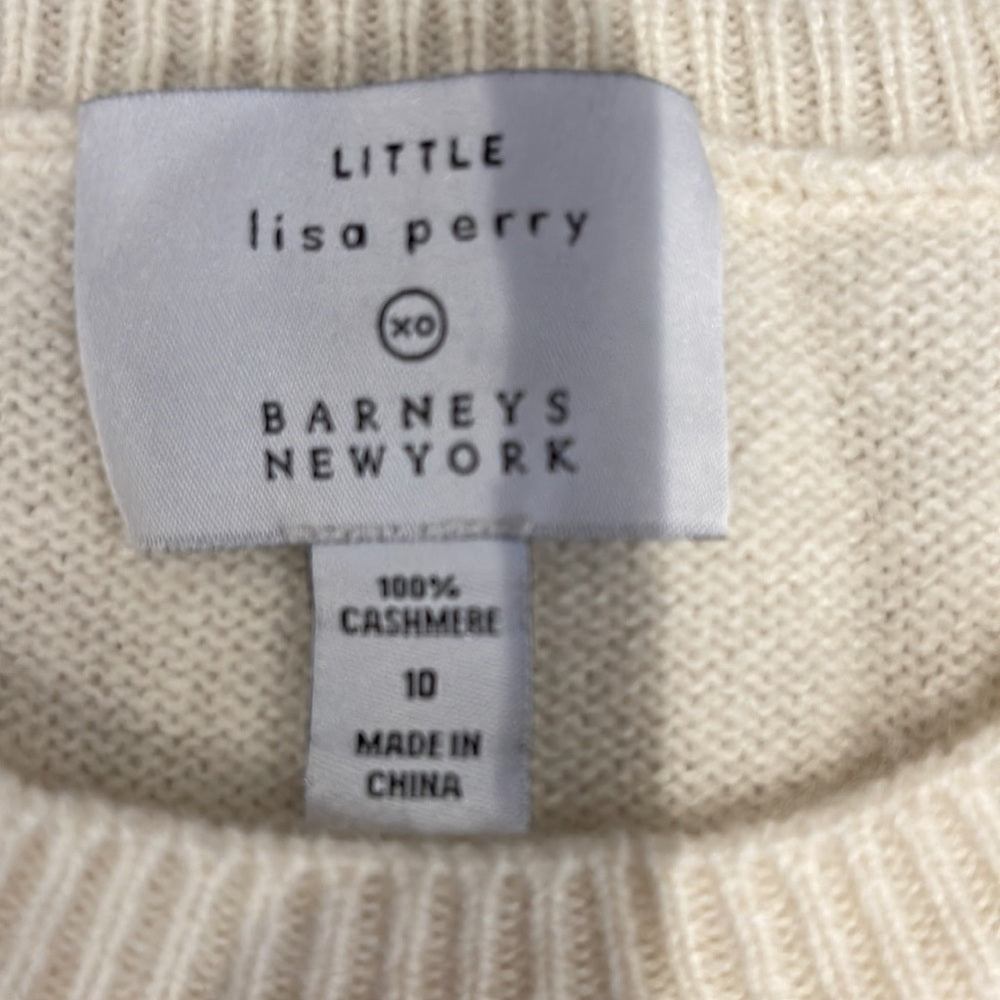 LITTLE
lisa perry
XO
BARNEYS
NEWYORK
100%
CASHMERE
10
MADE IN
CHINA